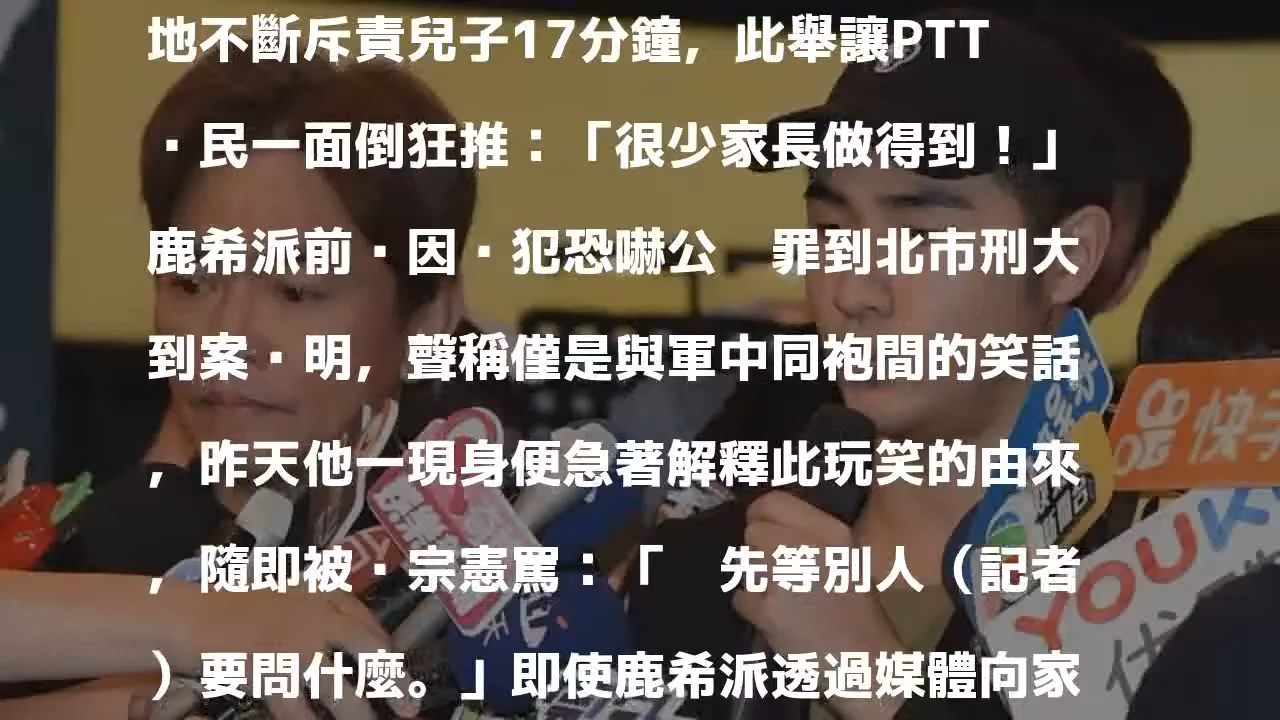 地不斷斥責兒子17分鐘，此舉讓PTT
·民一面倒狂推：「很少家長做得到！」
鹿希派前·因·犯恐嚇公　罪到北市刑大
到案·明，聲稱僅是與軍中同袍間的笑話
，昨天他一現身便急著解釋此玩笑的由來
，隨即被·宗憲罵：「　先等別人（記者
）要問什麼。」即使鹿希派透過媒體向家
快手
YOUKU